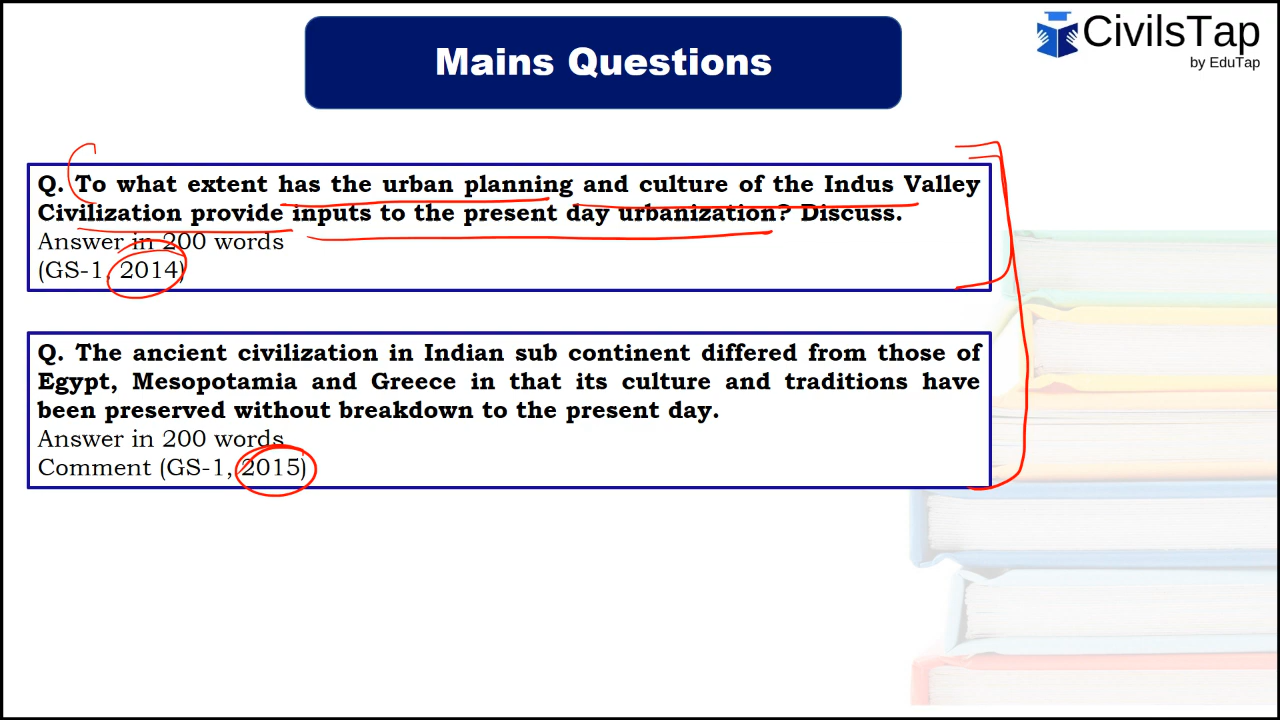 Mains Questions
CivilsTap
by EduTap
Q. To what extent has the urban planning and culture of the Indus Valley
Civilization provide inputs to the present day urbanization? Discuss.
Answer in 200 words
(GS-1, 2014)
Q. The ancient civilization in Indian sub continent differed from those of
Egypt, Mesopotamia and Greece in that its culture and traditions have
been preserved without breakdown to the present day.
Answer in 200 words
Comment (GS-1, 2015)